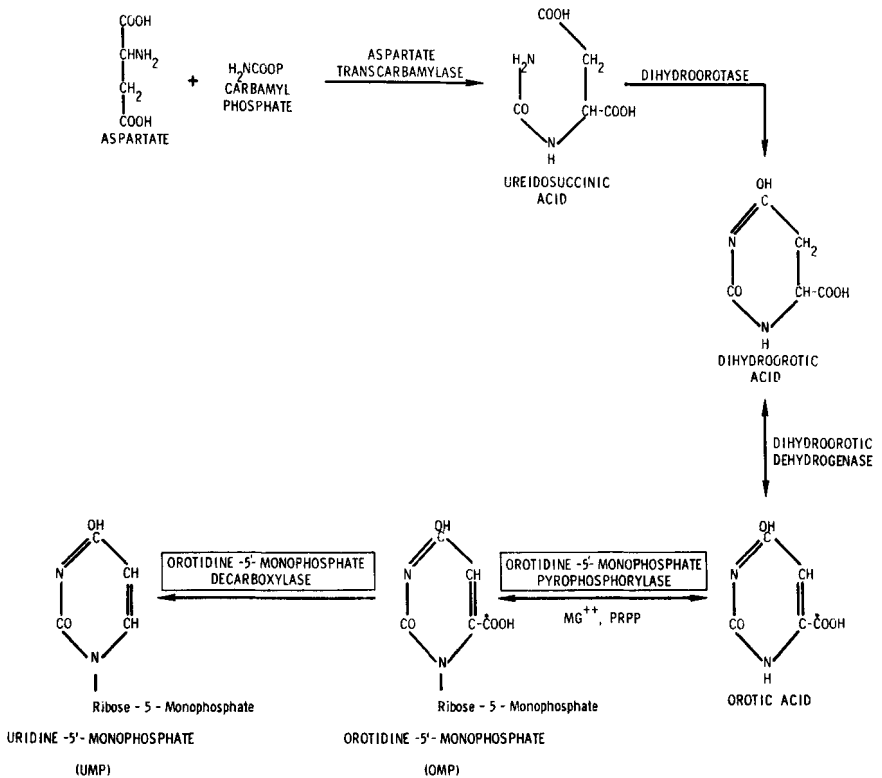 COOH
CHNH2
CH2
COOH
ASPARTATE
+
H2NCOOP
CARBAMYL
PHOSPHATE
ASPARTATE
TRANSCARBAMYLASE
COOH
H2N
CH2
CO
CH-COOH
N
H
UREIDOSUCCINIC
ACID
DIHYDROOROTASE
OH
C
N
CH2
CO
CH-COOH
N
H
DIHYDROOROTIC
ACID
DIHYDROOROTIC
DEHYDROGENASE
OH
C
N
CH
CO
C-*COOH
N
H
OROTIC ACID
OROTIDINE -5'- MONOPHOSPHATE
PYROPHOSPHORYLASE
MG++, PRPP
OH
C
N
CH
CO
C-*COOH
N
Ribose - 5 - Monophosphate
OROTIDINE -5'- MONOPHOSPHATE
(OMP)
OROTIDINE -5'- MONOPHOSPHATE
DECARBOXYLASE
OH
C
N
CH
CO
CH
N
Ribose - 5 - Monophosphate
URIDINE -5'- MONOPHOSPHATE
(UMP)